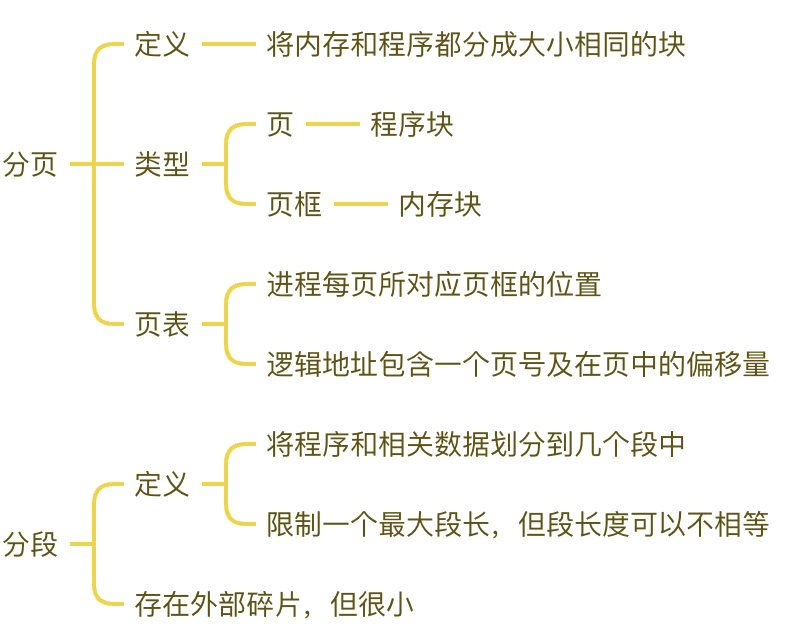 分页
定义
将内存和程序都分成大小相同的块
类型
页
程序块
页框
内存块
页表
进程每页所对应页框的位置
逻辑地址包含一个页号及在页中的偏移量
分段
定义
将程序和相关数据划分到几个段中
限制一个最大段长，但段长度可以不相等
存在外部碎片，但很小